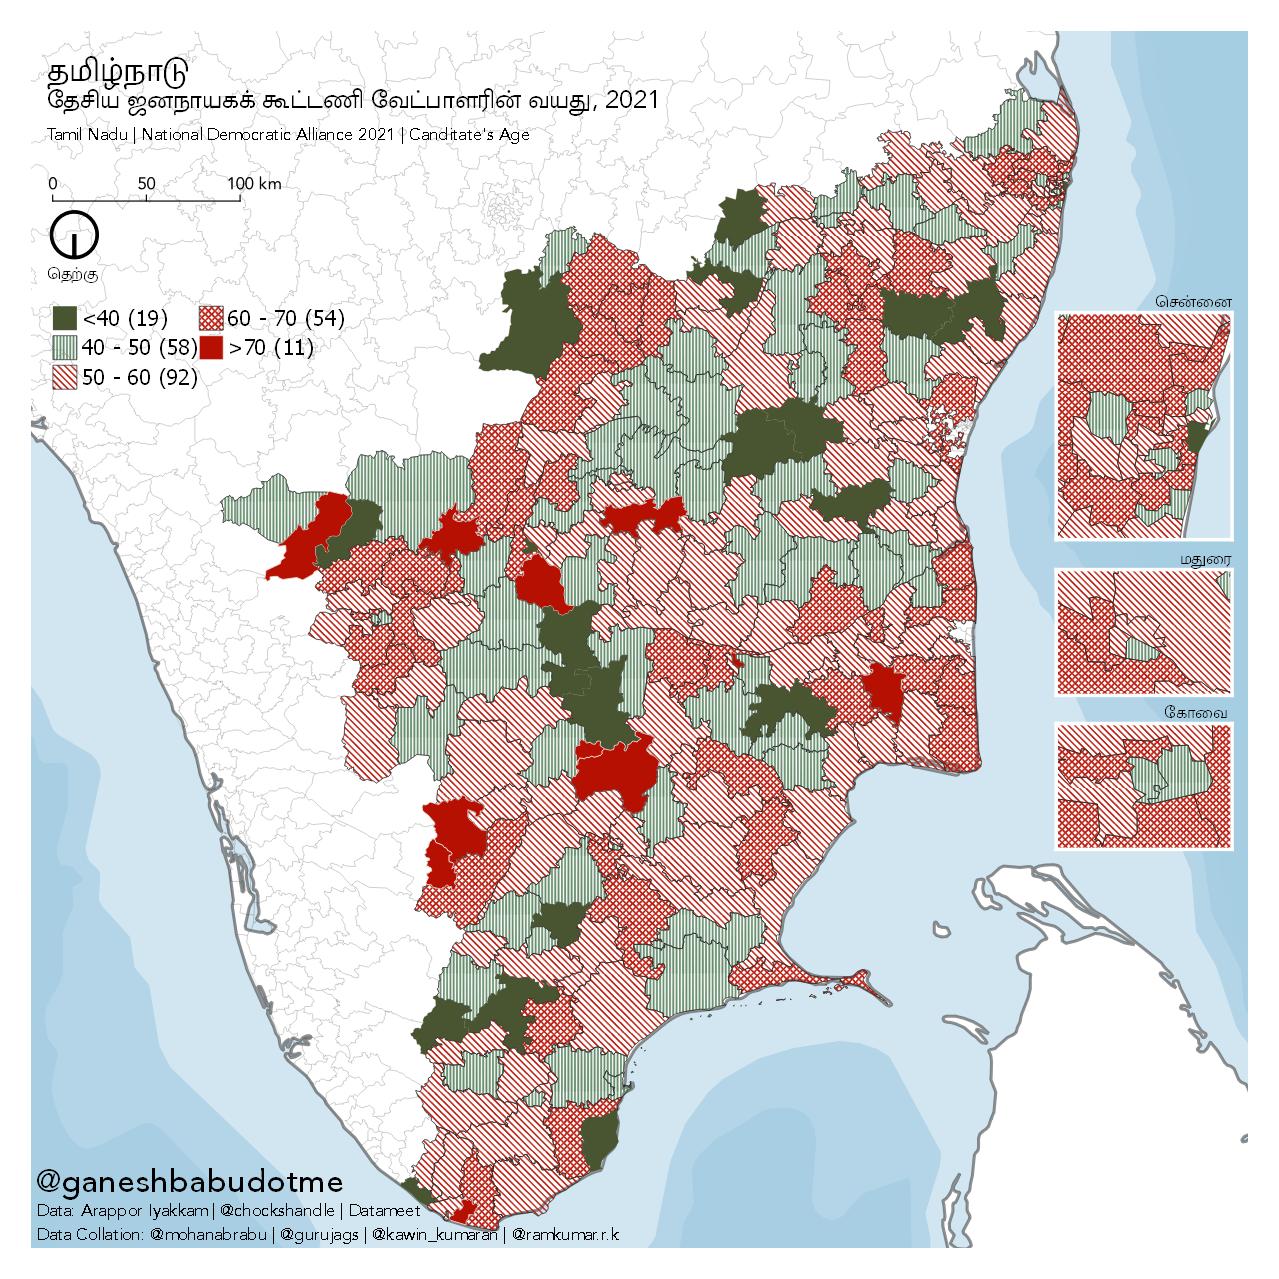 தமிழ்நாடு
தேசிய ஜனநாயகக் கூட்டணி வேட்பாளரின் வயது, 2021
Tamil Nadu | National Democratic Alliance 2021 | Canditate's Age
0 50 100 km
தெற்கு
<40 (19)
40 - 50 (58)
50 - 60 (92)
60 - 70 (54)
>70 (11)
சென்னை
மதுரை
கோவை
@ganeshbabudotme
Data: Arappor Iyakkam | @chockshandle | Datameet
Data Collation: @mohanabrabu | @gurujags | @kawin_kumaran | @ramkumar.r.k